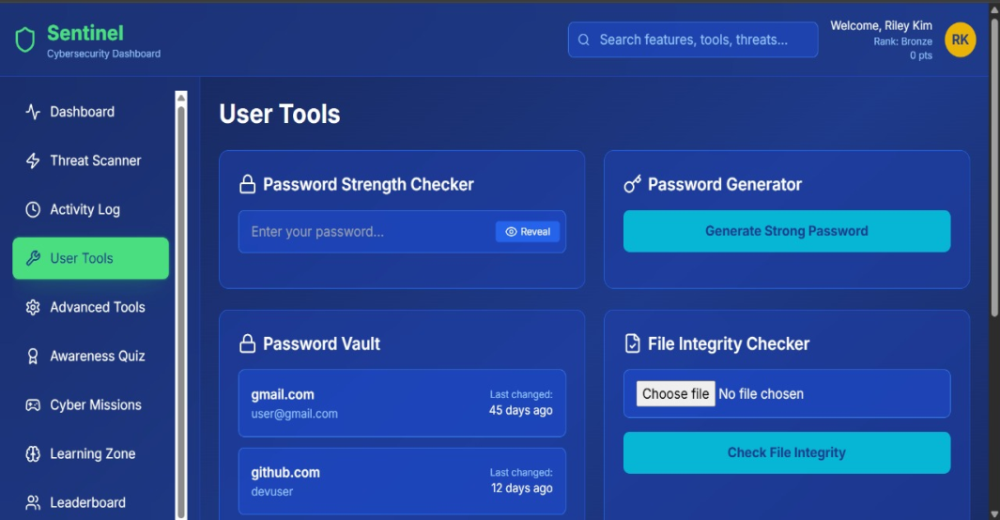 Sentinel
Cybersecurity Dashboard
Search features, tools, threats...
Welcome, Riley Kim
Rank: Bronze
0 pts
RK
Dashboard
Threat Scanner
Activity Log
User Tools
Advanced Tools
Awareness Quiz
Cyber Missions
Learning Zone
Leaderboard
User Tools
Password Strength Checker
Enter your password...
Reveal
Password Generator
Generate Strong Password
Password Vault
gmail.com
user@gmail.com
Last changed:
45 days ago
github.com
devuser
Last changed:
12 days ago
File Integrity Checker
Choose file No file chosen
Check File Integrity